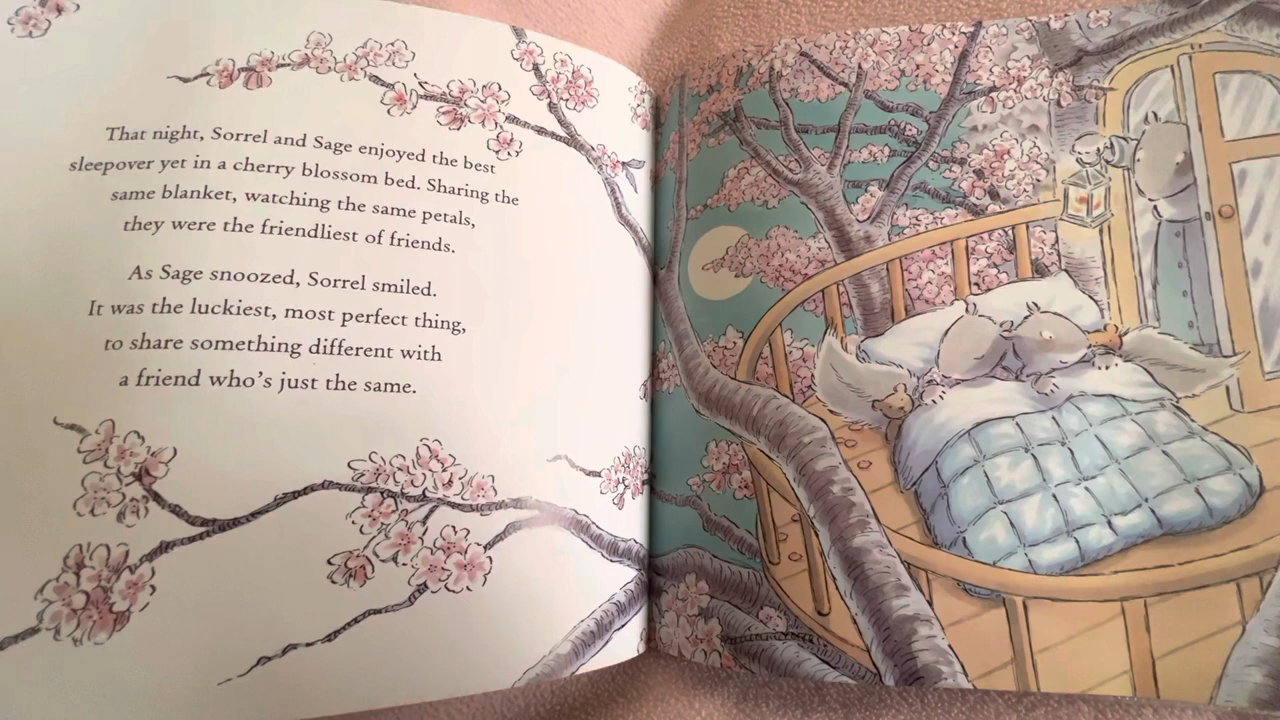 That night, Sorrel and Sage enjoyed the best
sleepover yet in a cherry blossom bed. Sharing the
same blanket, watching the same petals,
they were the friendliest of friends.
As Sage snoozed, Sorrel smiled.
It was the luckiest, most perfect thing,
to share something different with
a friend who's just the same.